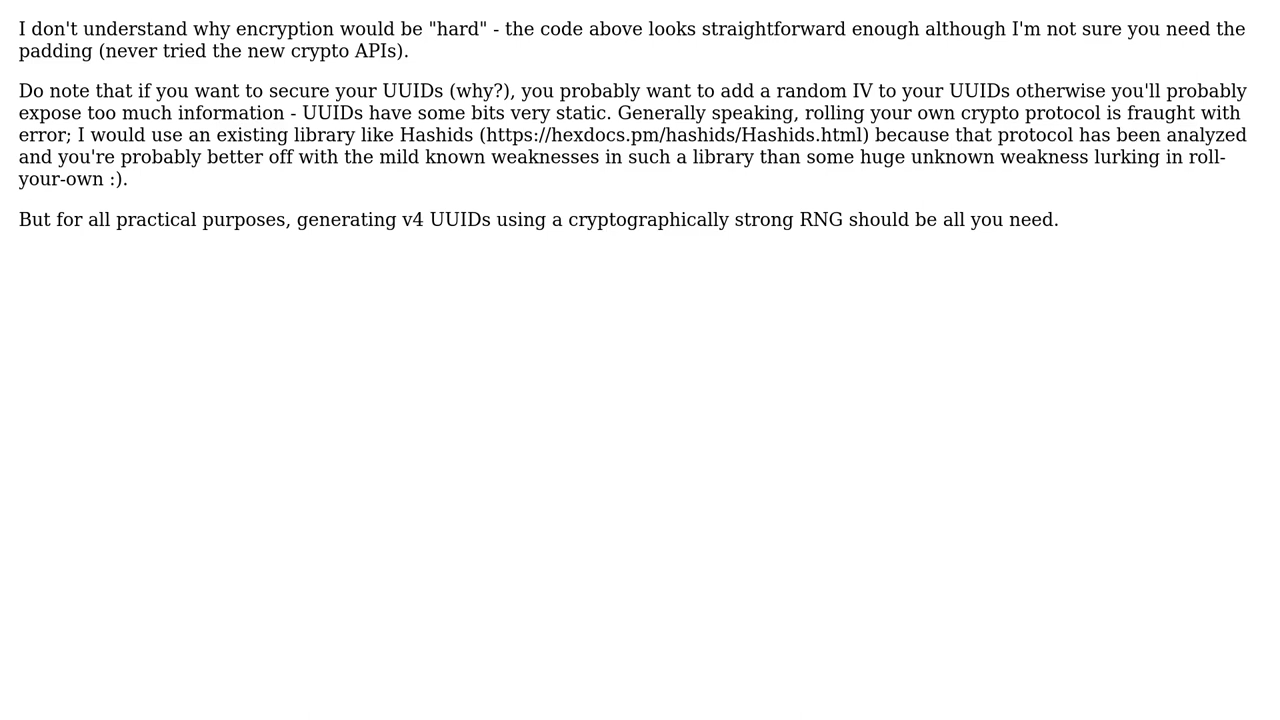 I don't understand why encryption would be "hard" - the code above looks straightforward enough although I'm not sure you need the
padding (never tried the new crypto APIs).
Do note that if you want to secure your UUIDs (why?), you probably want to add a random IV to your UUIDs otherwise you'll probably
expose too much information - UUIDs have some bits very static. Generally speaking, rolling your own crypto protocol is fraught with
error; I would use an existing library like Hashids (https://hexdocs.pm/hashids/Hashids.html) because that protocol has been analyzed
and you're probably better off with the mild known weaknesses in such a library than some huge unknown weakness lurking in roll-
your-own :).
But for all practical purposes, generating v4 UUIDs using a cryptographically strong RNG should be all you need.